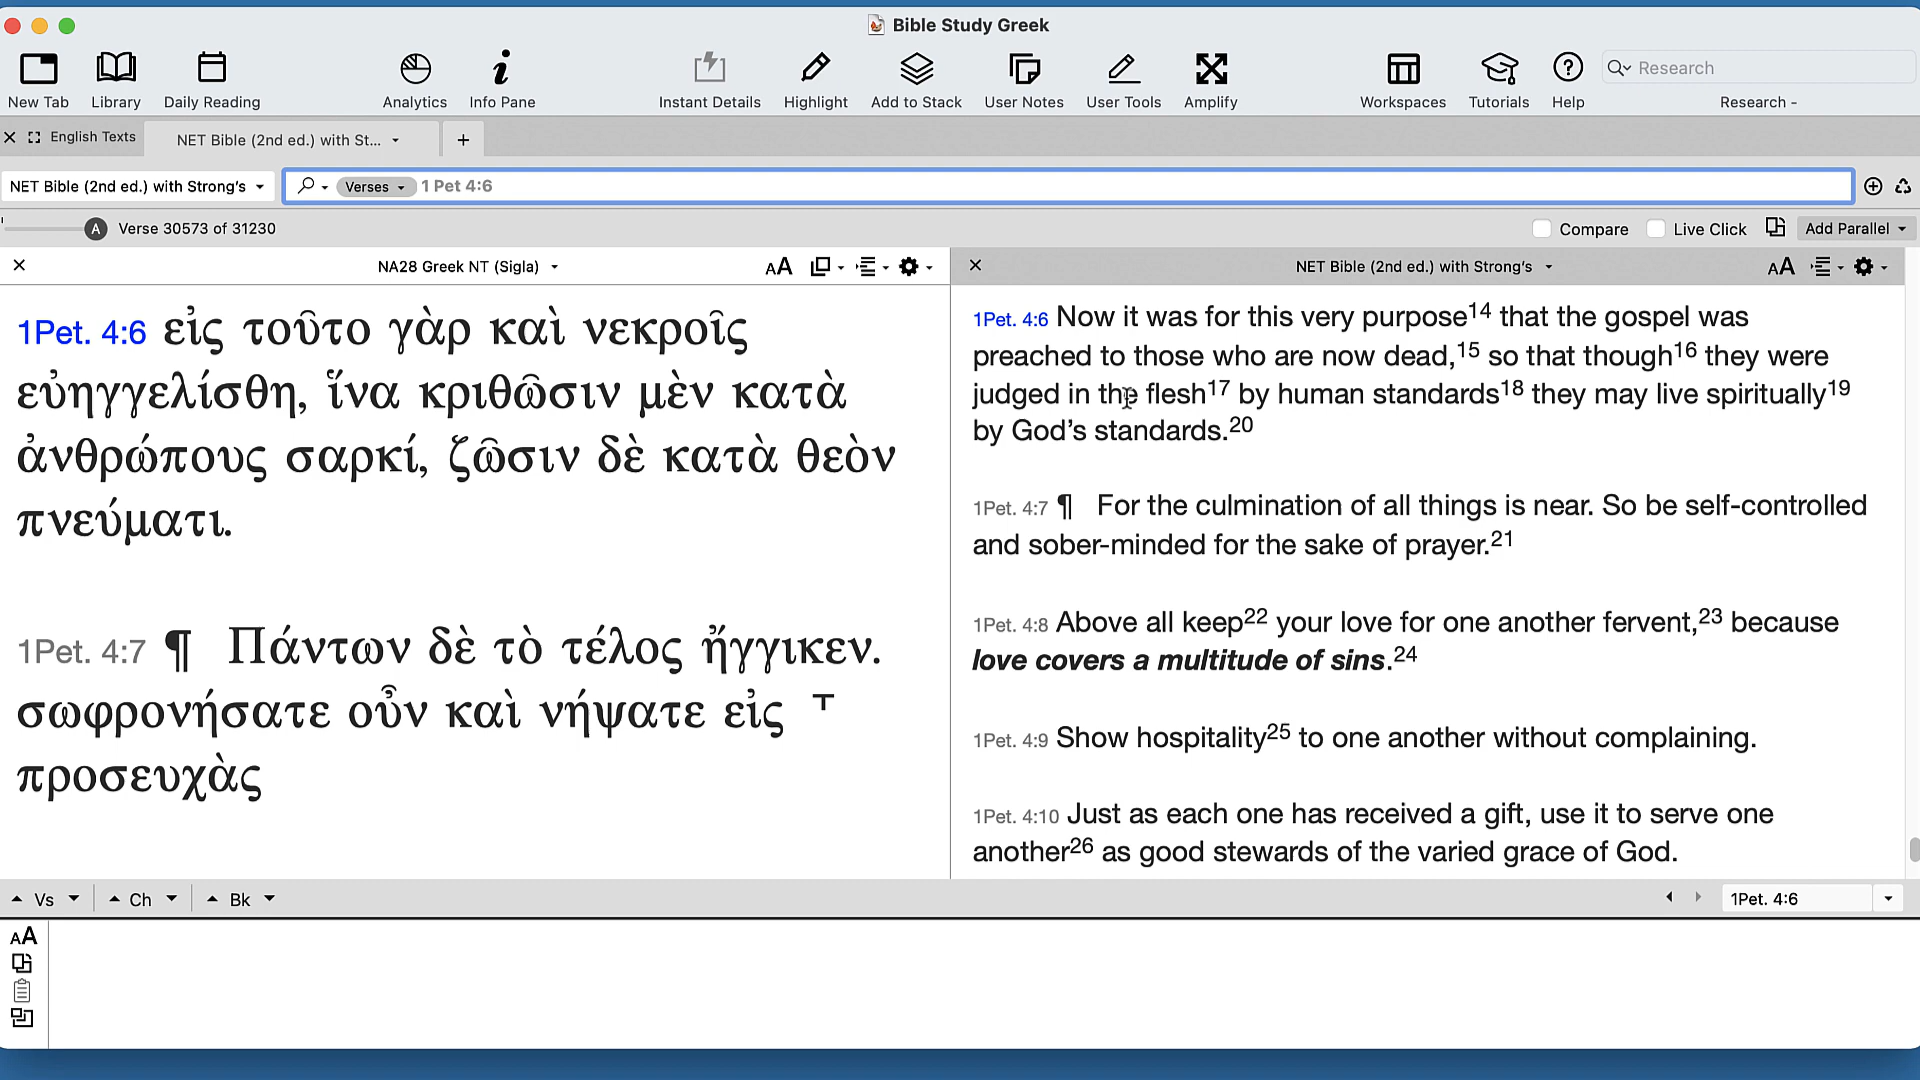 Bible Study Greek
New Tab
Library
Daily Reading
Analytics
Info Pane
Instant Details
Highlight
Add to Stack
User Notes
User Tools
Amplify
Workspaces
Tutorials
Help
Research
Research -
English Texts
NET Bible (2nd ed.) with St...
NET Bible (2nd ed.) with Strong's
Verses
1 Pet 4:6
A
Verse 30573 of 31230
Compare
Live Click
Add Parallel
NA28 Greek NT (Sigla)
1Pet. 4:6 εἰς τοῦτο γὰρ καὶ νεκροῖς
εὐηγγελίσθη, ἵνα κριθῶσιν μὲν κατὰ
ἀνθρώπους σαρκί, ζῶσιν δὲ κατὰ θεὸν
πνεύματι.
1Pet. 4:7 ¶ Πάντων δὲ τὸ τέλος ἤγγικεν.
σωφρονήσατε οὖν καὶ νήψατε εἰς ⸆
προσευχὰς
NET Bible (2nd ed.) with Strong's
1Pet. 4:6 Now it was for this very purpose14 that the gospel was
preached to those who are now dead,15 so that though16 they were
judged in the flesh17 by human standards18 they may live spiritually19
by God’s standards.20
1Pet. 4:7 ¶ For the culmination of all things is near. So be self-controlled
and sober-minded for the sake of prayer.21
1Pet. 4:8 Above all keep22 your love for one another fervent,23 because
love covers a multitude of sins.24
1Pet. 4:9 Show hospitality25 to one another without complaining.
1Pet. 4:10 Just as each one has received a gift, use it to serve one
another26 as good stewards of the varied grace of God.
Vs
Ch
Bk
1Pet. 4:6
AA